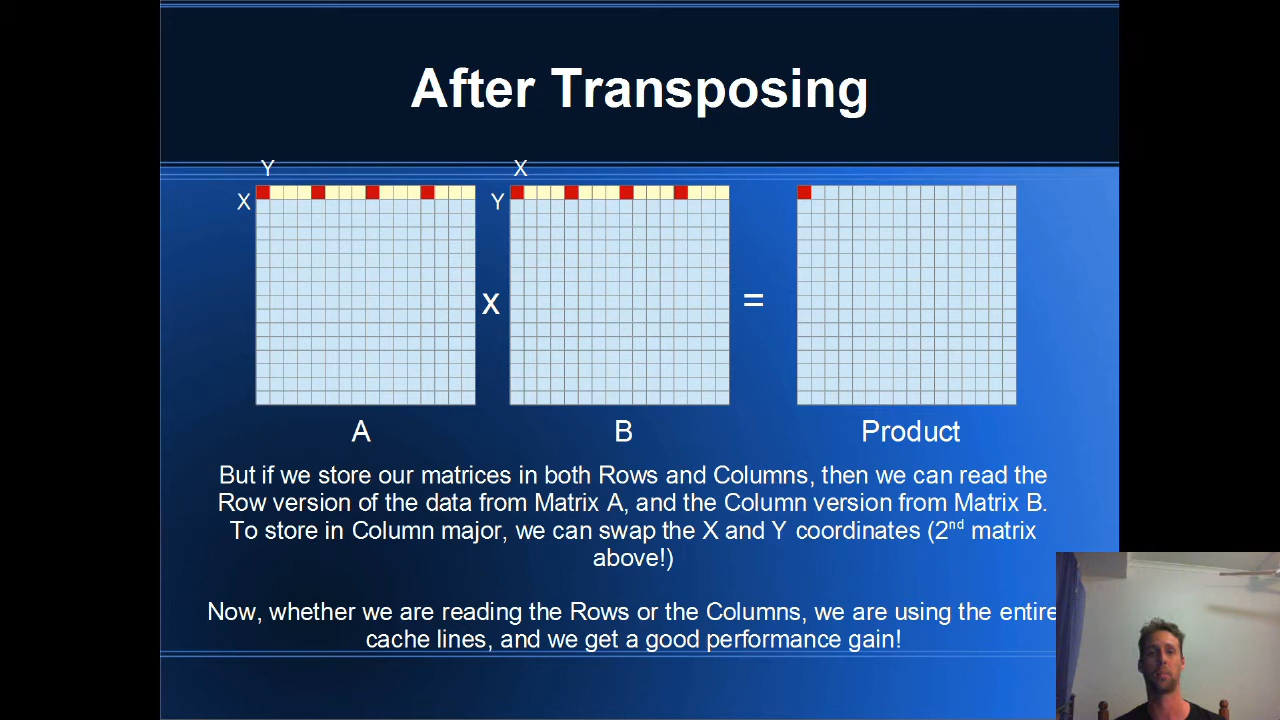 After Transposing
Y
X
X
Y
x
=
A
B
Product
But if we store our matrices in both Rows and Columns, then we can read the
Row version of the data from Matrix A, and the Column version from Matrix B.
To store in Column major, we can swap the X and Y coordinates (2nd matrix
above!)
Now, whether we are reading the Rows or the Columns, we are using the entire
cache lines, and we get a good performance gain!